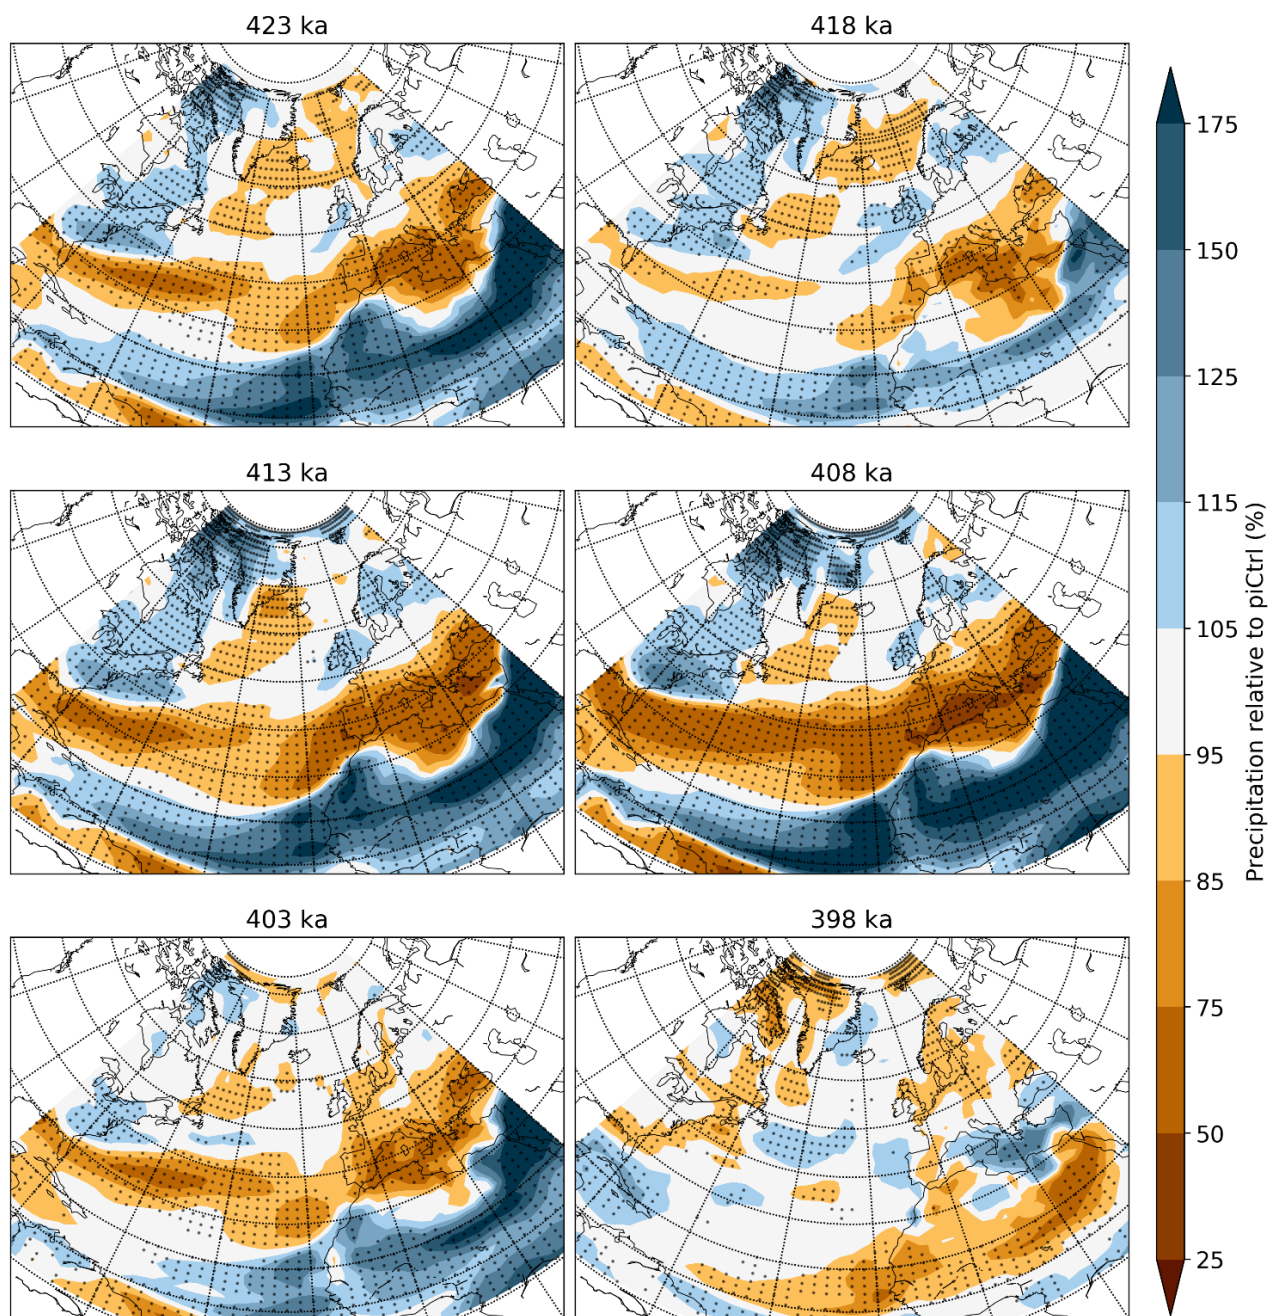 423 ka
418 ka
413 ka
408 ka
403 ka
398 ka
175
150
125
115
105
95
85
75
50
25
Precipitation relative to piCtrl (%)